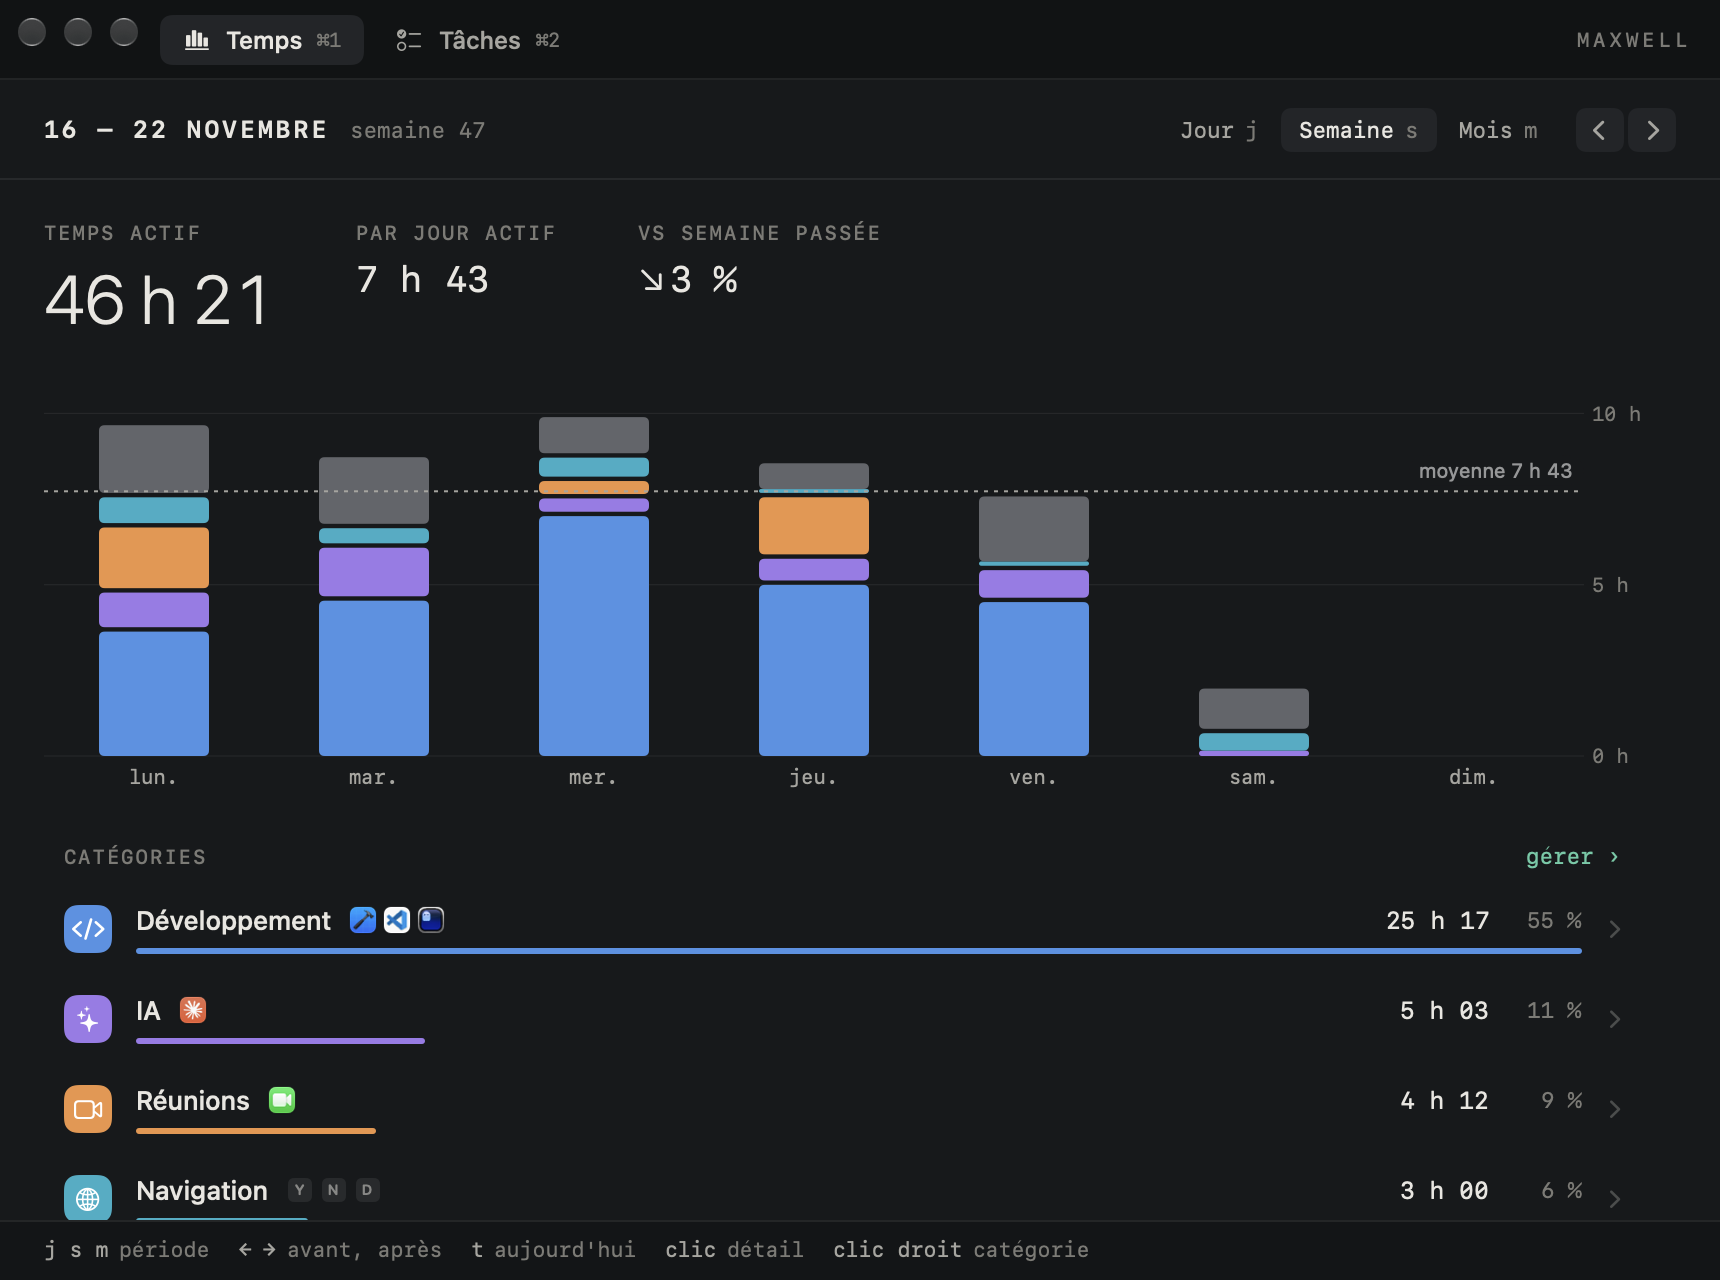 Temps ⌘1 Tâches ⌘2 MAXWELL
16 — 22 NOVEMBRE semaine 47 Jour j Semaine s Mois m
TEMPS ACTIF PAR JOUR ACTIF VS SEMAINE PASSÉE
46 h 21 7 h 43 ↘3 %
10 h
moyenne 7 h 43
5 h
0 h
lun. mar. mer. jeu. ven. sam. dim.
CATÉGORIES gérer ›
Développement 25 h 17 55 %
IA 5 h 03 11 %
Réunions 4 h 12 9 %
Navigation Y N D 3 h 00 6 %
j s m période ← → avant, après t aujourd'hui clic détail clic droit catégorie